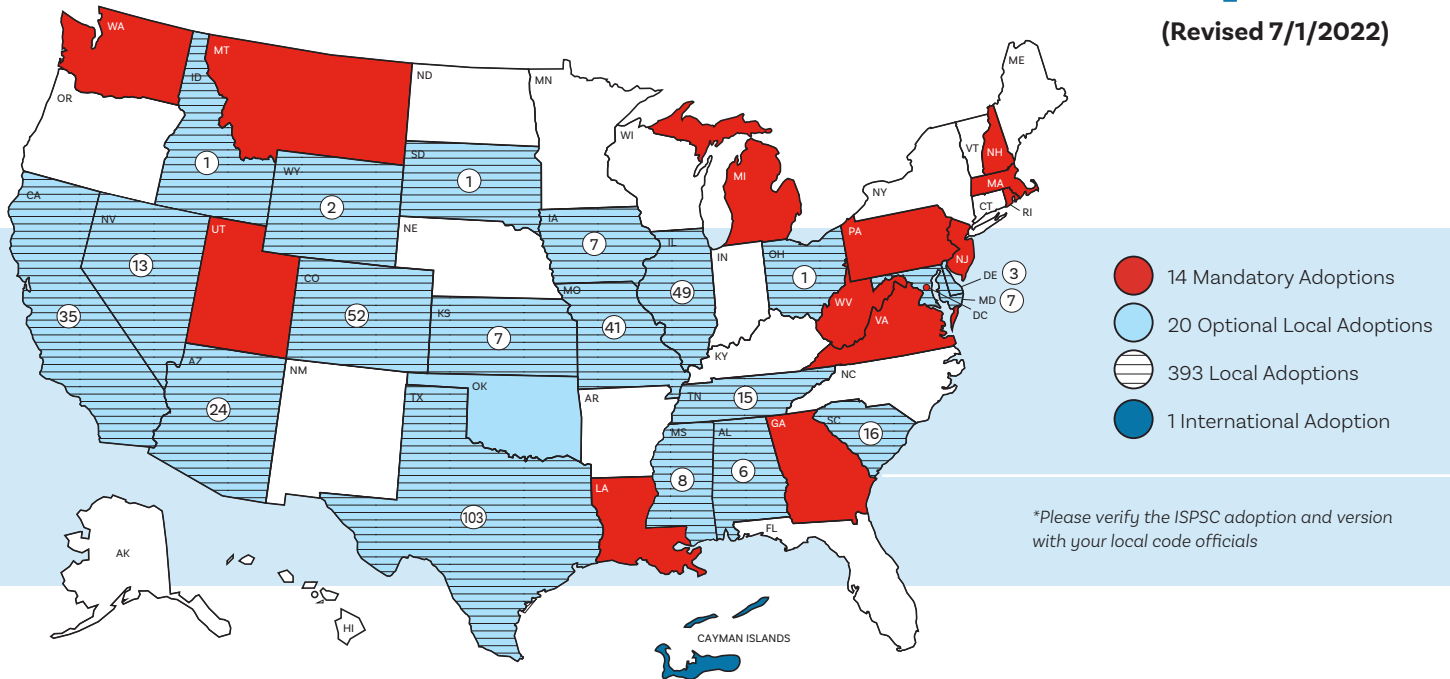 (Revised 7/1/2022)
WA
MT
ND
MN
ME
OR
ID
SD
WI
VT
NH
WY
MI
NY
MA
1
1
CT
RI
CA
2
NV
NE
IA
PA
UT
7
IL
OH
NJ
13
IN
1
DE 3
CO
MO
49
MD 7
35
52
KS
WV
DC
7
41
VA
AZ
KY
NM
OK
NC
24
TX
AR
TN
15
MS
AL
GA
SC
16
8
6
LA
103
FL
AK
HI
CAYMAN ISLANDS
14 Mandatory Adoptions
20 Optional Local Adoptions
393 Local Adoptions
1 International Adoption
*Please verify the ISPSC adoption and version
with your local code officials